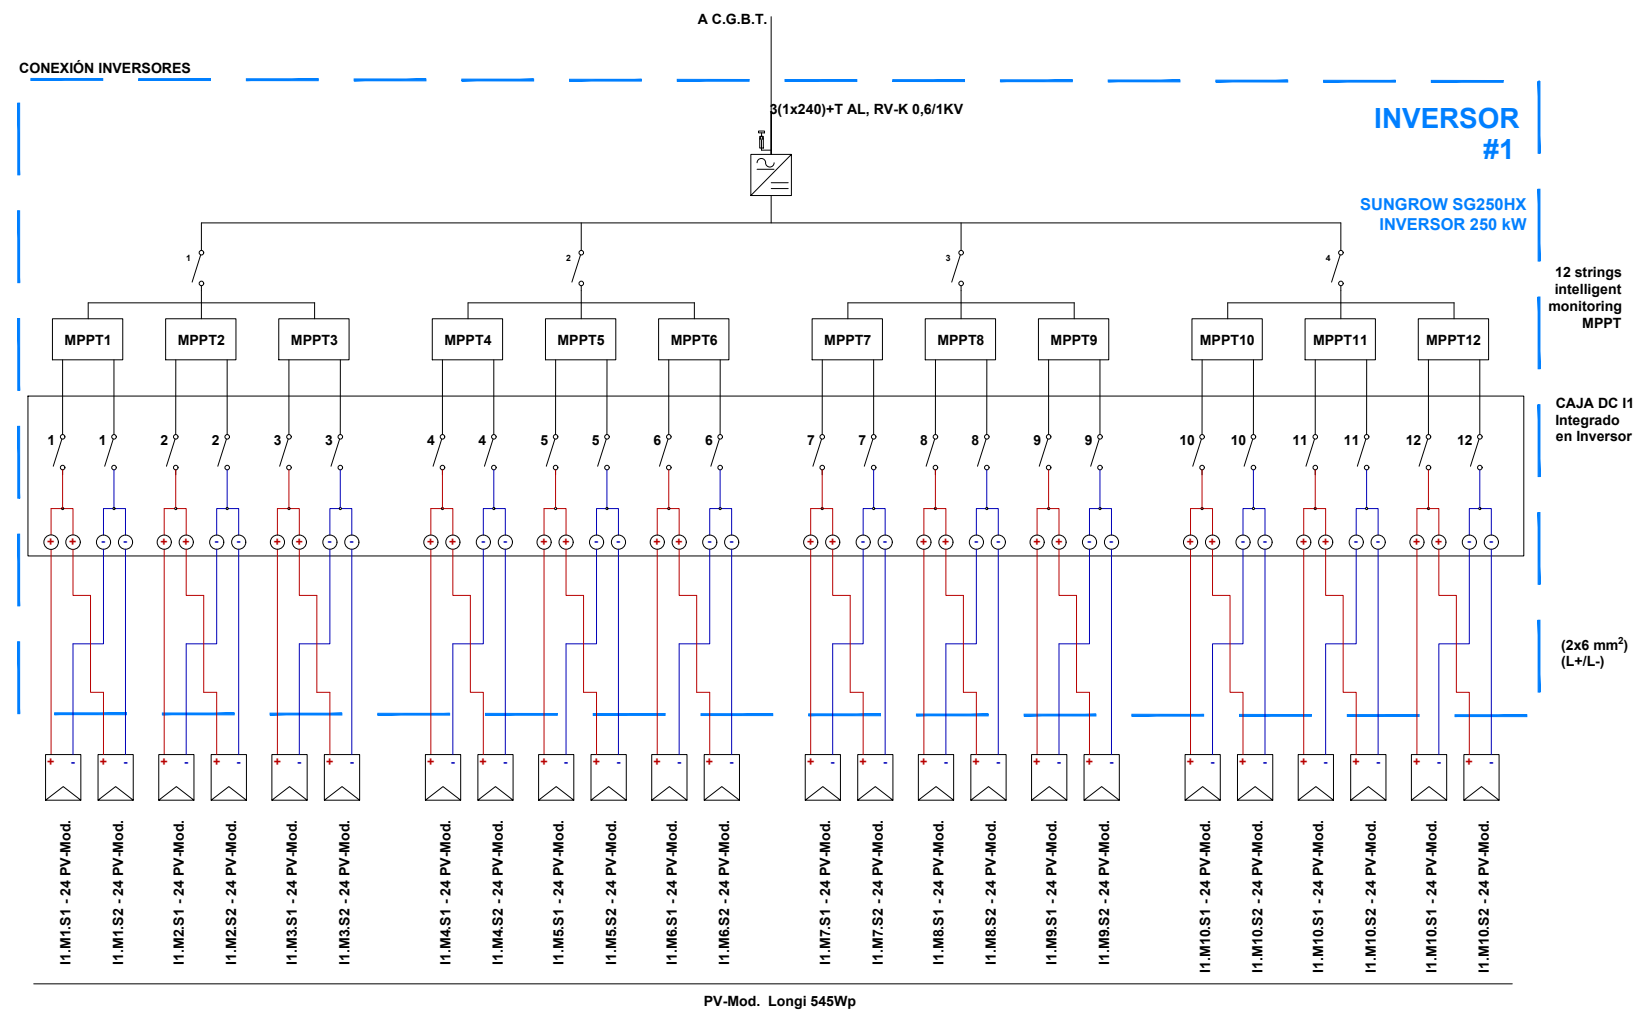 A C.G.B.T.
CONEXIÓN INVERSORES
3(1x240)+T AL, RV-K 0,6/1KV
INVERSOR
#1
SUNGROW SG250HX
INVERSOR 250 kW
1 2 3 4
12 strings
intelligent
monitoring
MPPT
MPPT1 MPPT2 MPPT3 MPPT4 MPPT5 MPPT6 MPPT7 MPPT8 MPPT9 MPPT10 MPPT11 MPPT12
CAJA DC I1
Integrado
en Inversor
1 1 2 2 3 3 4 4 5 5 6 6 7 7 8 8 9 9 10 10 11 11 12 12
+ + - - + + - - + + - - + + - - + + - - + + - - + + - - + + - - + + - - + + - - + + - - + + - -
(2x6 mm²)
(L+/L-)
+ - + - + - + - + - + - + - + - + - + - + - + - + - + - + - + - + - + - + - + - + - + - + - + -
I1.M1.S1 - 24 PV-Mod.
I1.M1.S2 - 24 PV-Mod.
I1.M2.S1 - 24 PV-Mod.
I1.M2.S2 - 24 PV-Mod.
I1.M3.S1 - 24 PV-Mod.
I1.M3.S2 - 24 PV-Mod.
I1.M4.S1 - 24 PV-Mod.
I1.M4.S2 - 24 PV-Mod.
I1.M5.S1 - 24 PV-Mod.
I1.M5.S2 - 24 PV-Mod.
I1.M6.S1 - 24 PV-Mod.
I1.M6.S2 - 24 PV-Mod.
I1.M7.S1 - 24 PV-Mod.
I1.M7.S2 - 24 PV-Mod.
I1.M8.S1 - 24 PV-Mod.
I1.M8.S2 - 24 PV-Mod.
I1.M9.S1 - 24 PV-Mod.
I1.M9.S2 - 24 PV-Mod.
I1.M10.S1 - 24 PV-Mod.
I1.M10.S2 - 24 PV-Mod.
I1.M10.S1 - 24 PV-Mod.
I1.M10.S2 - 24 PV-Mod.
I1.M10.S1 - 24 PV-Mod.
I1.M10.S2 - 24 PV-Mod.
PV-Mod. Longi 545Wp